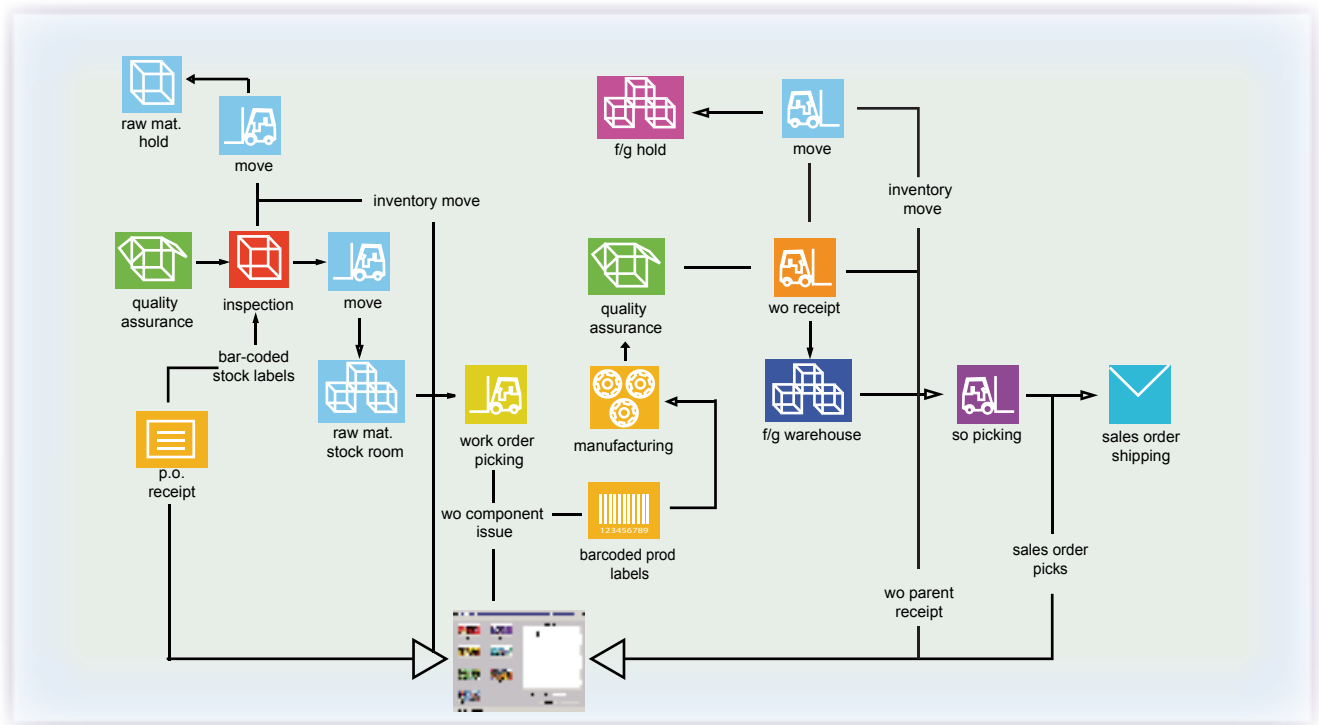 raw mat.
hold
move
inventory move
quality
assurance
inspection
move
bar-coded
stock labels
p.o.
receipt
raw mat.
stock room
work order
picking
wo component
issue
f/g hold
move
inventory
move
quality
assurance
wo receipt
manufacturing
f/g warehouse
so picking
sales order
shipping
123456789
barcoded prod
labels
sales order
picks
wo parent
receipt